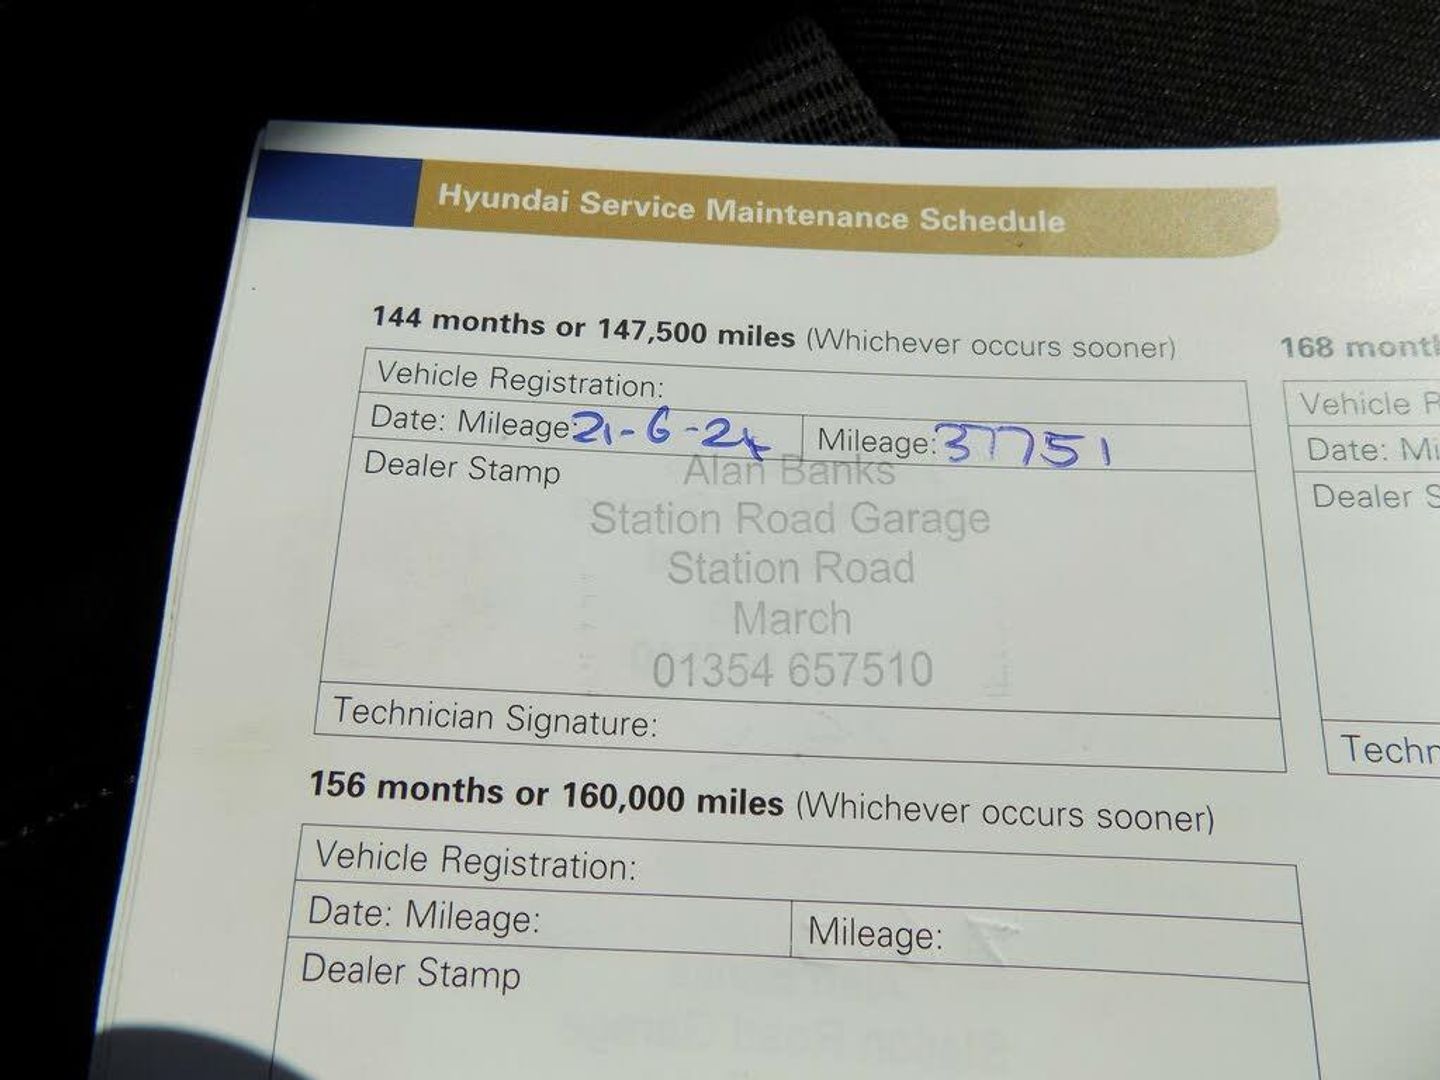 Hyundai Service Maintenance Schedule
144 months or 147,500 miles (Whichever occurs sooner)
Vehicle Registration:
Date: Mileage: 21-6-24 Mileage: 37751
Dealer Stamp
Alan Banks
Station Road Garage
Station Road
March
01354 657510
Technician Signature:
156 months or 160,000 miles (Whichever occurs sooner)
Vehicle Registration:
Date: Mileage: Mileage:
Dealer Stamp
168 month
Vehicle R
Date: Mi
Dealer S
Techn